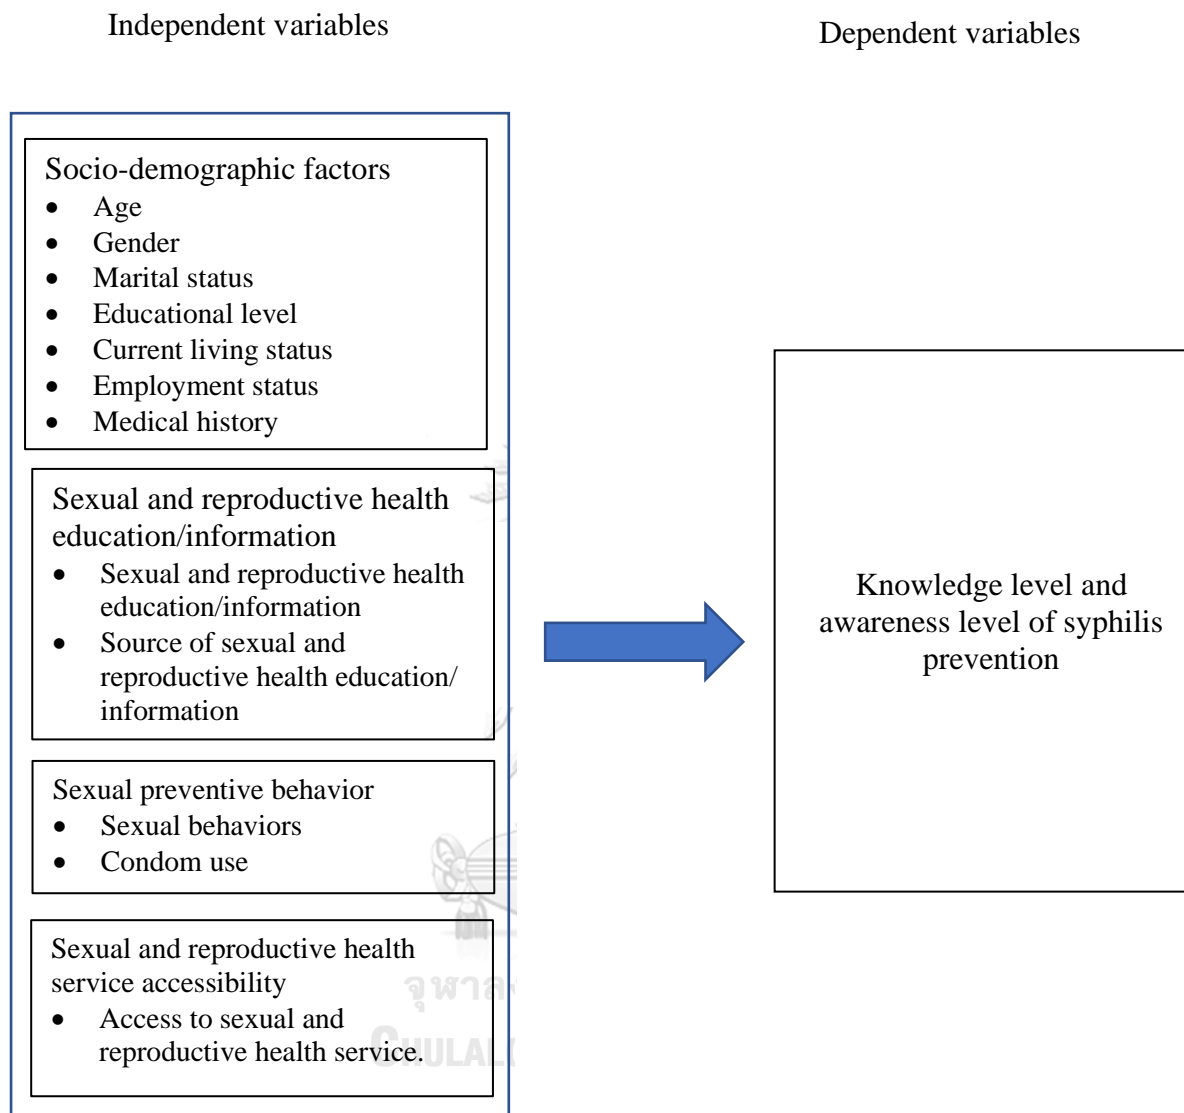 Independent variables
Dependent variables
Socio-demographic factors
• Age
• Gender
• Marital status
• Educational level
• Current living status
• Employment status
• Medical history
Sexual and reproductive health
education/information
• Sexual and reproductive health
education/information
• Source of sexual and
reproductive health education/
information
Sexual preventive behavior
• Sexual behaviors
• Condom use
Sexual and reproductive health
service accessibility
• Access to sexual and
reproductive health service.
Knowledge level and
awareness level of syphilis
prevention